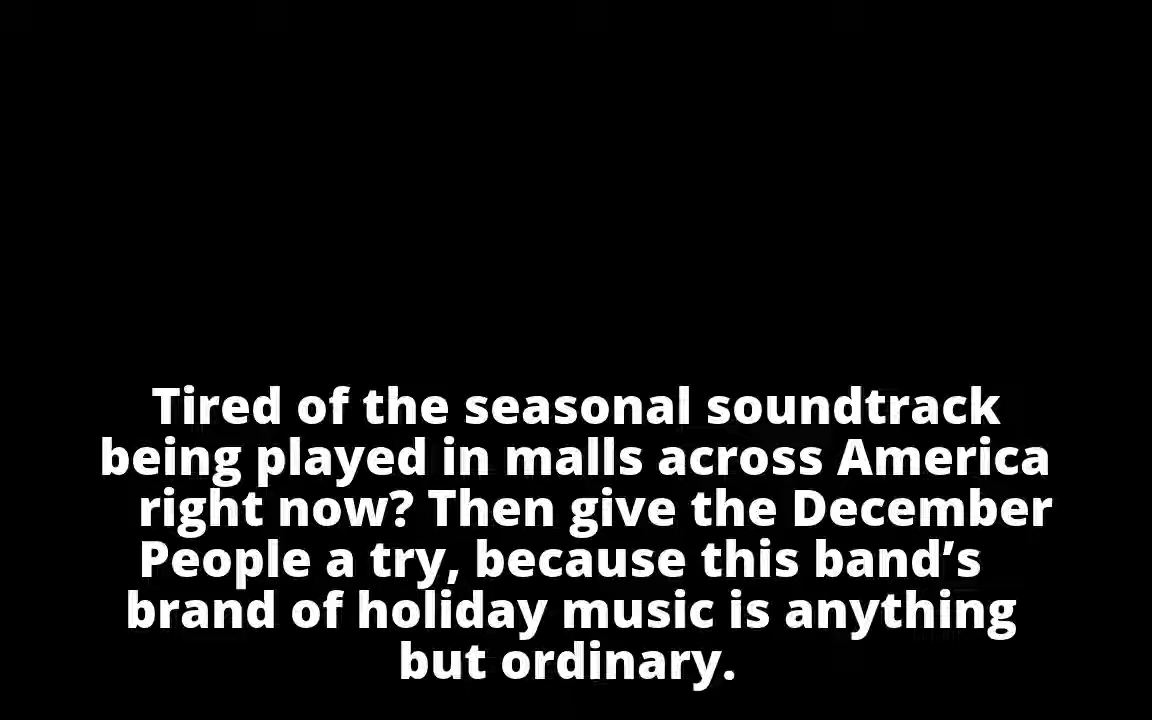 Tired of the seasonal soundtrack
being played in malls across America
right now? Then give the December
People a try, because this band’s
brand of holiday music is anything
but ordinary.